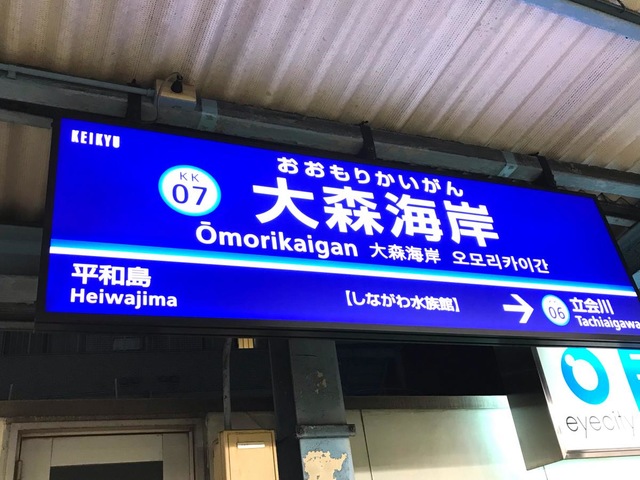 KEIKYU
KK
07
おおもりかいがん
大森海岸
Ōmorikaigan 大森海岸 오모리카이간
平和島
Heiwajima
【しながわ水族館】
→
KK
06
立会川
Tachiaigawa
eyecity